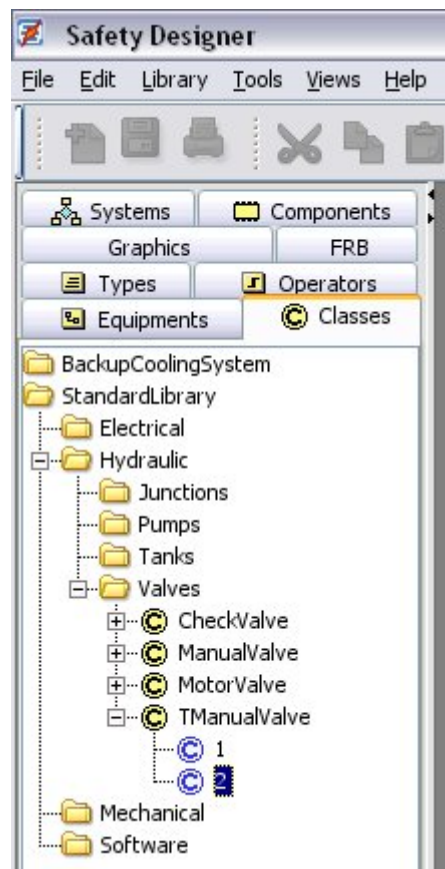 Safety Designer
File Edit Library Tools Views Help
Systems Components
Graphics FRB
Types Operators
Equipments Classes
BackupCoolingSystem
StandardLibrary
Electrical
Hydraulic
Junctions
Pumps
Tanks
Valves
CheckValve
ManualValve
MotorValve
TManualValve
1
2
Mechanical
Software